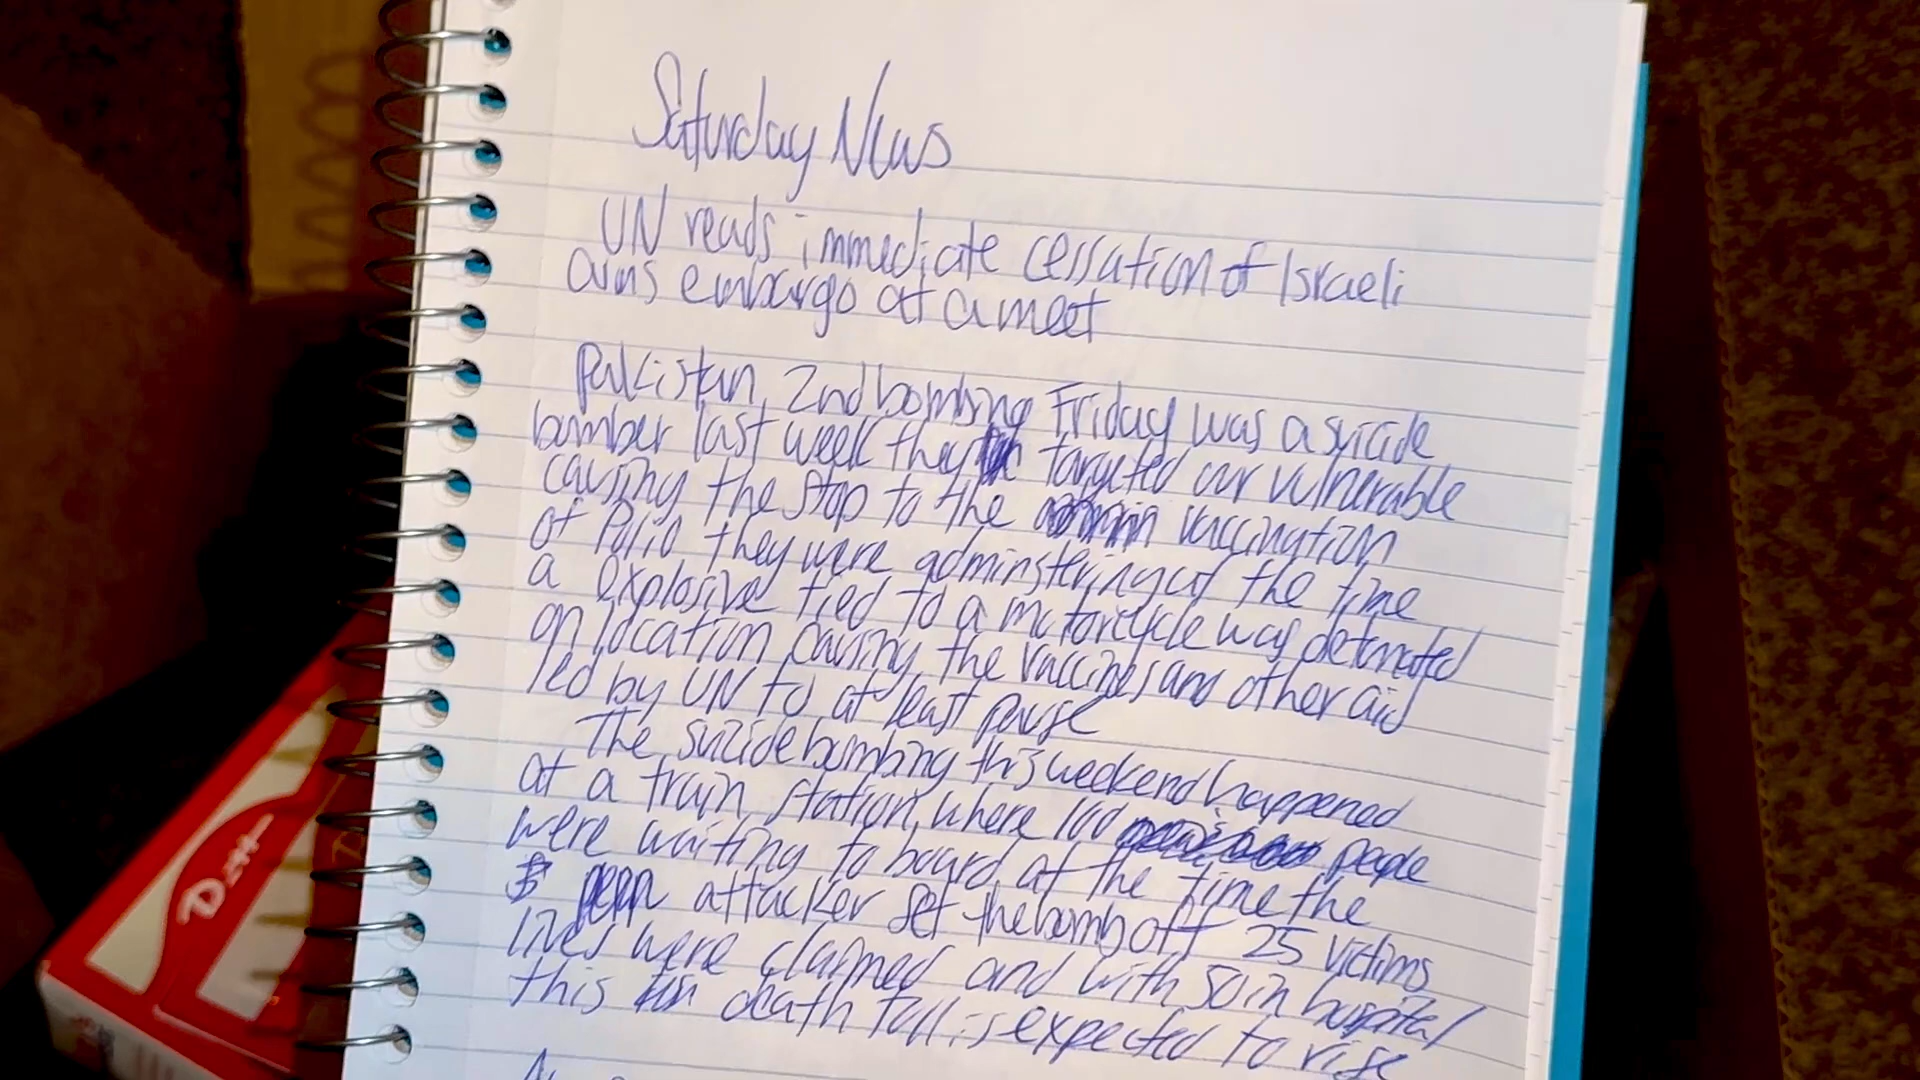 Saturday News
UN reads immediate cessation of Israeli
arms embargo at a meet
Pakistan, 2nd bombing Friday was a suicide
bomber last week they targeted our vulnerable
causing the stop to the vaccination
of Polio they were adminstering at the time
a explosive tied to a motorcycle was detonated
on location causing the vaccines and other aid
led by UN to at least pause
The suicide bombing this weekend happened
at a train station, where 100 people
were waiting to board at the time the
attacker set the bomb off 25 victims
lives were claimed and with 50 in hospital
this death toll is expected to rise